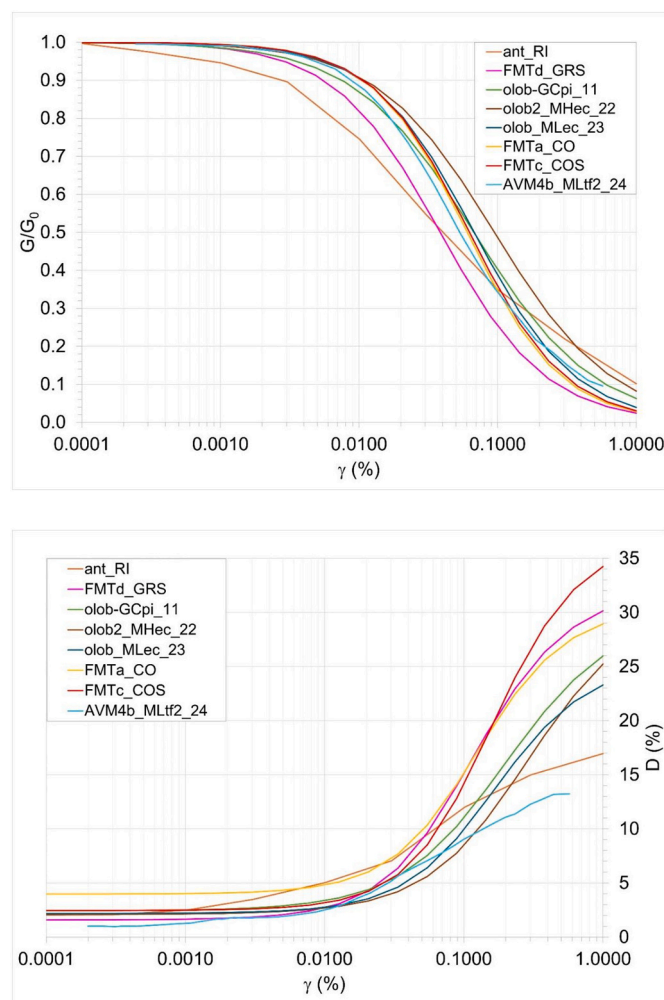 1.0
0.9
0.8
0.7
0.6
0.5
0.4
0.3
0.2
0.1
0.0
G/G₀
ant_RI
FMTd_GRS
olob-GCpi_11
olob2_MHec_22
olob_MLec_23
FMTa_CO
FMTc_COS
AVM4b_MLtf2_24
0.0001 0.0010 0.0100 0.1000 1.0000
γ (%)
ant_RI
FMTd_GRS
olob-GCpi_11
olob2_MHec_22
olob_MLec_23
FMTa_CO
FMTc_COS
AVM4b_MLtf2_24
35
30
25
20
15
10
5
0
D (%)
0.0001 0.0010 0.0100 0.1000 1.0000
γ (%)